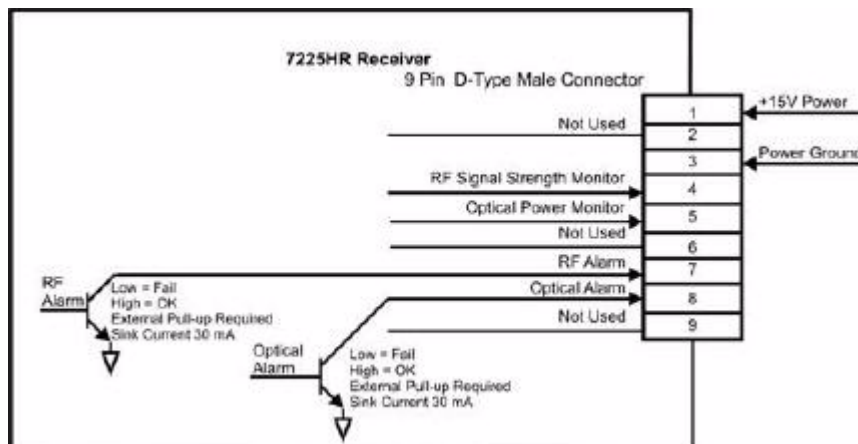 7225HR Receiver
9 Pin D-Type Male Connector
1
+15V Power
Not Used
2
3
Power Ground
RF Signal Strength Monitor
4
Optical Power Monitor
5
Not Used
6
RF Alarm
7
Optical Alarm
8
Not Used
9
RF
Alarm
Low = Fail
High = OK
External Pull-up Required
Sink Current 30 mA
Optical
Alarm
Low = Fail
High = OK
External Pull-up Required
Sink Current 30 mA